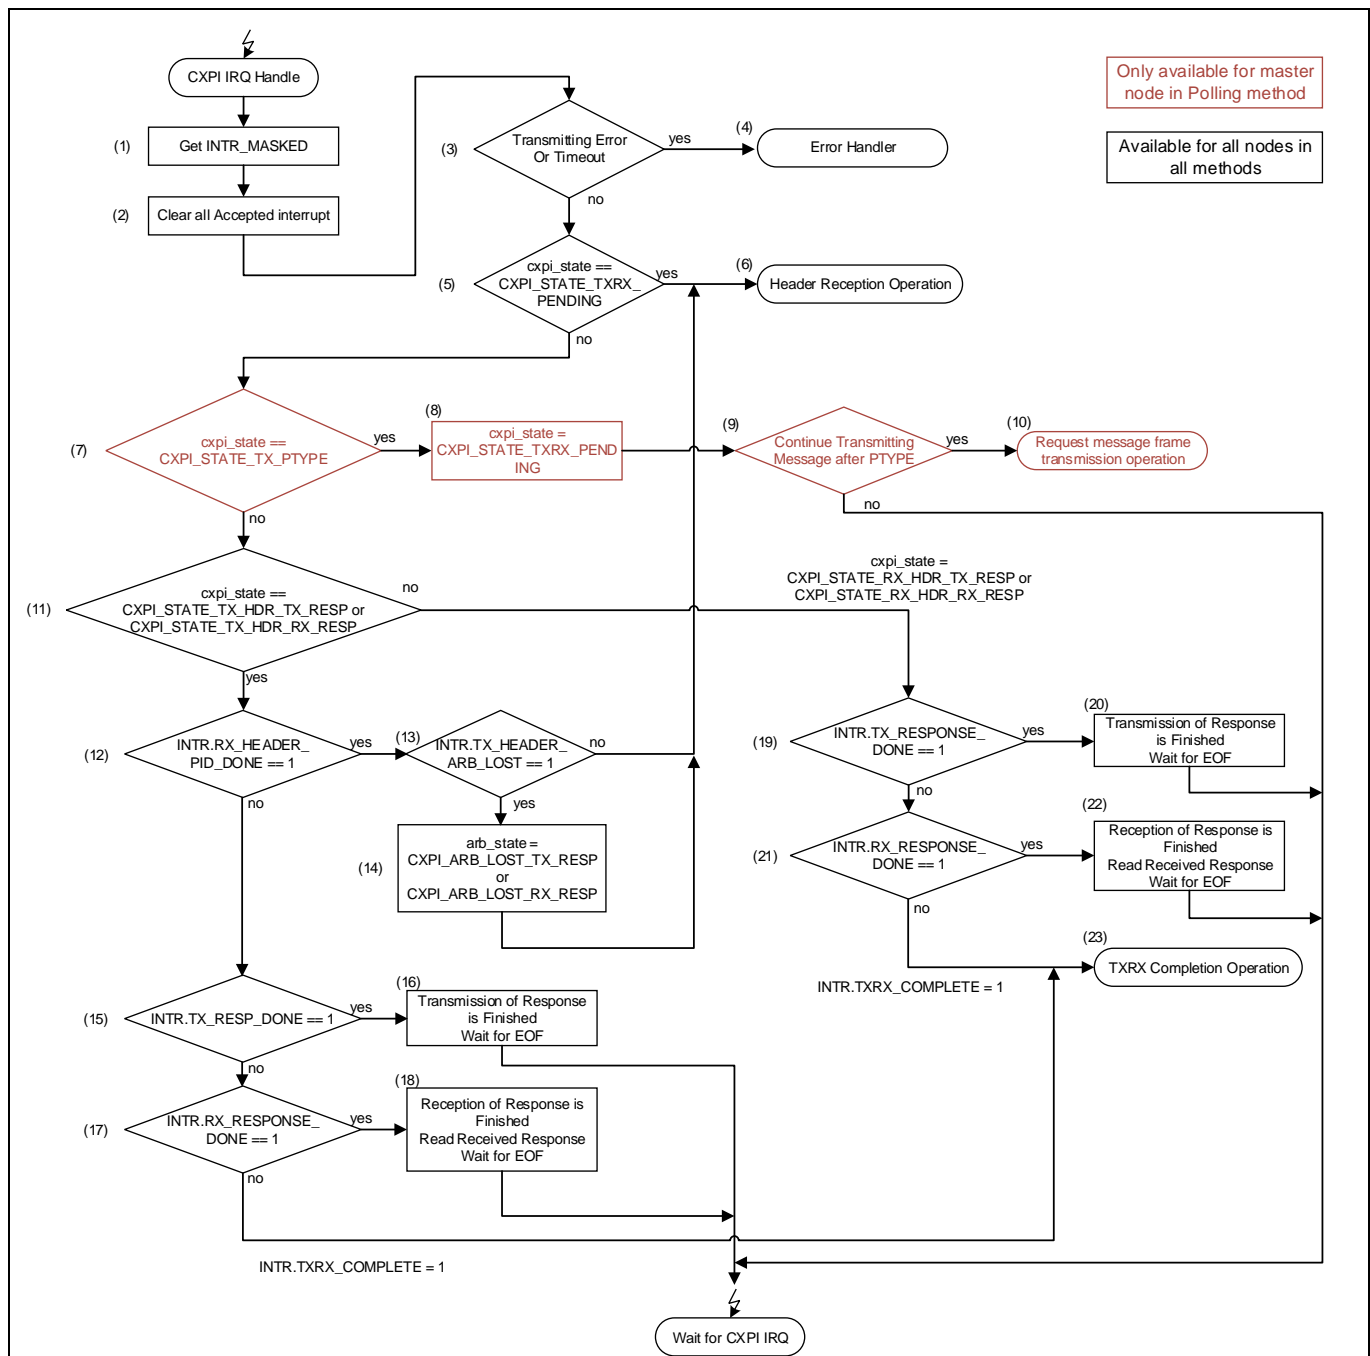 CXPI IRQ Handle
(1)
Get INTR_MASKED
(2)
Clear all Accepted interrupt
(3)
Transmitting Error
Or Timeout
yes
no
(4)
Error Handler
Only available for master
node in Polling method
Available for all nodes in
all methods
(5)
cxpi_state ==
CXPI_STATE_TXRX_
PENDING
yes
no
(6)
Header Reception Operation
(7)
cxpi_state ==
CXPI_STATE_TX_PTYPE
yes
no
(8)
cxpi_state =
CXPI_STATE_TXRX_PEND
ING
(9)
Continue Transmitting
Message after PTYPE
yes
no
(10)
Request message frame
transmission operation
(11)
cxpi_state ==
CXPI_STATE_TX_HDR_TX_RESP or
CXPI_STATE_TX_HDR_RX_RESP
no
yes
cxpi_state =
CXPI_STATE_RX_HDR_TX_RESP or
CXPI_STATE_RX_HDR_RX_RESP
(12)
INTR.RX_HEADER_
PID_DONE == 1
yes
no
(13)
INTR.TX_HEADER_
ARB_LOST == 1
no
yes
(14)
arb_state =
CXPI_ARB_LOST_TX_RESP
or
CXPI_ARB_LOST_RX_RESP
(19)
INTR.TX_RESPONSE_
DONE == 1
yes
no
(20)
Transmission of Response
is Finished
Wait for EOF
(21)
INTR.RX_RESPONSE_
DONE == 1
yes
no
(22)
Reception of Response is
Finished
Read Received Response
Wait for EOF
(23)
TXRX Completion Operation
INTR.TXRX_COMPLETE = 1
(15)
INTR.TX_RESP_DONE == 1
yes
no
(16)
Transmission of Response
is Finished
Wait for EOF
(17)
INTR.RX_RESPONSE_
DONE == 1
yes
no
(18)
Reception of Response is
Finished
Read Received Response
Wait for EOF
INTR.TXRX_COMPLETE = 1
Wait for CXPI IRQ